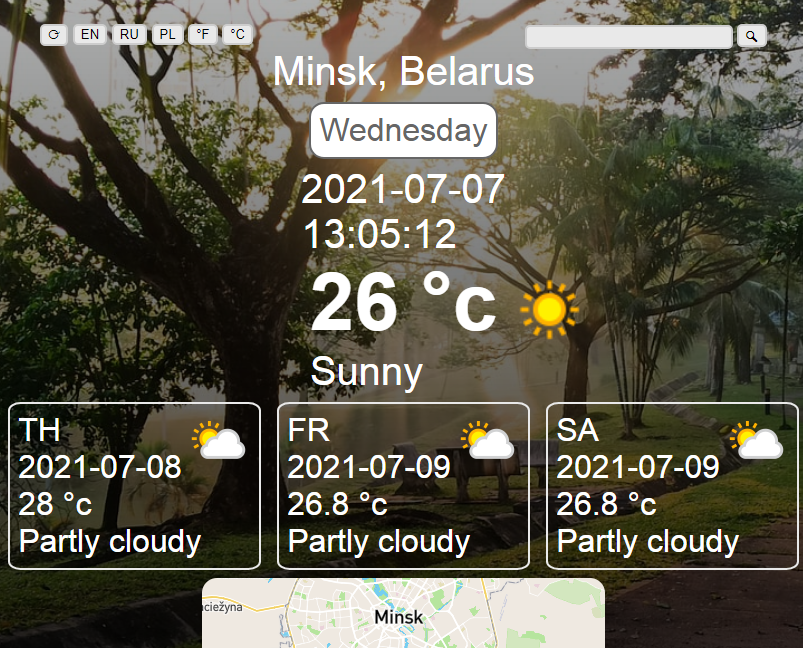 EN RU PL °F °C
Minsk, Belarus
Wednesday
2021-07-07
13:05:12
26 °c
Sunny
TH
2021-07-08
28 °c
Partly cloudy
FR
2021-07-09
26.8 °c
Partly cloudy
SA
2021-07-09
26.8 °c
Partly cloudy
Minsk